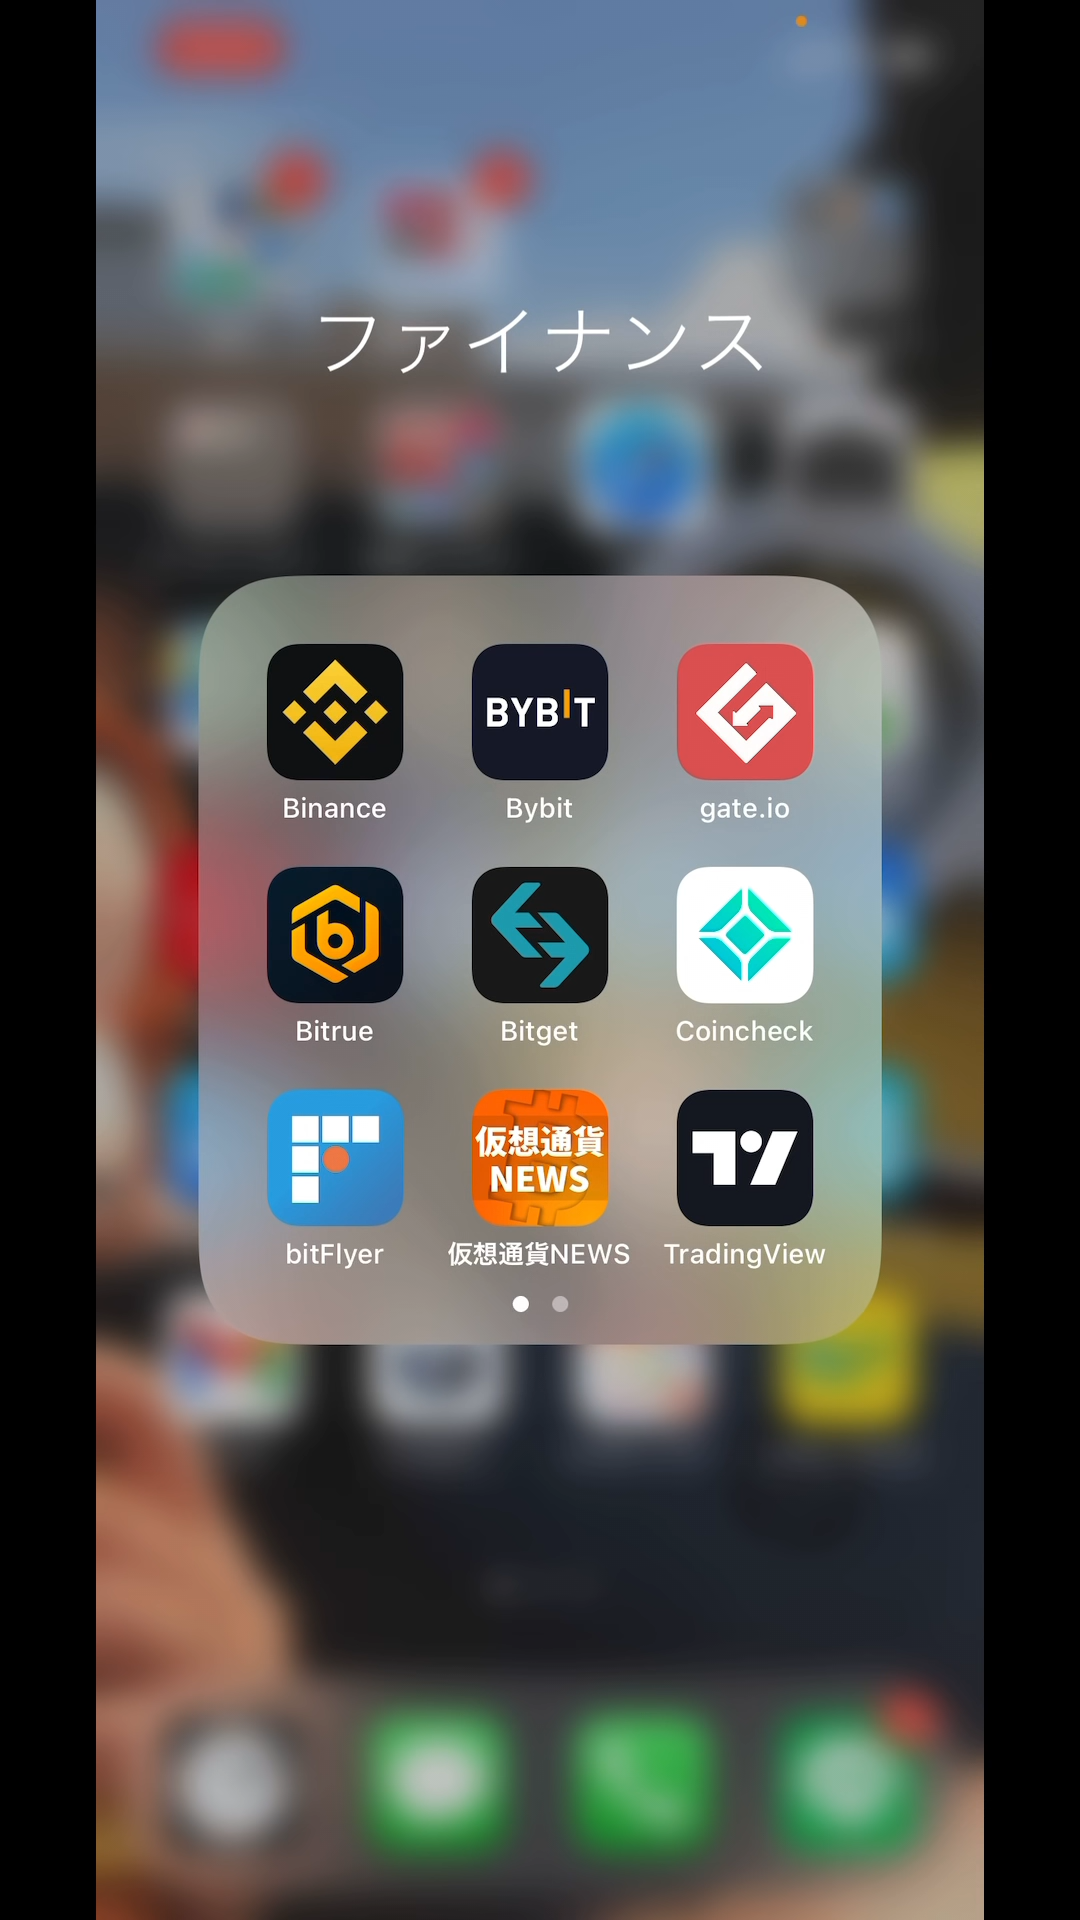 ファイナンス
BYBIT
Binance
Bybit
gate.io
b
Bitrue
Bitget
Coincheck
仮想通貨
NEWS
bitFlyer
仮想通貨NEWS
TradingView